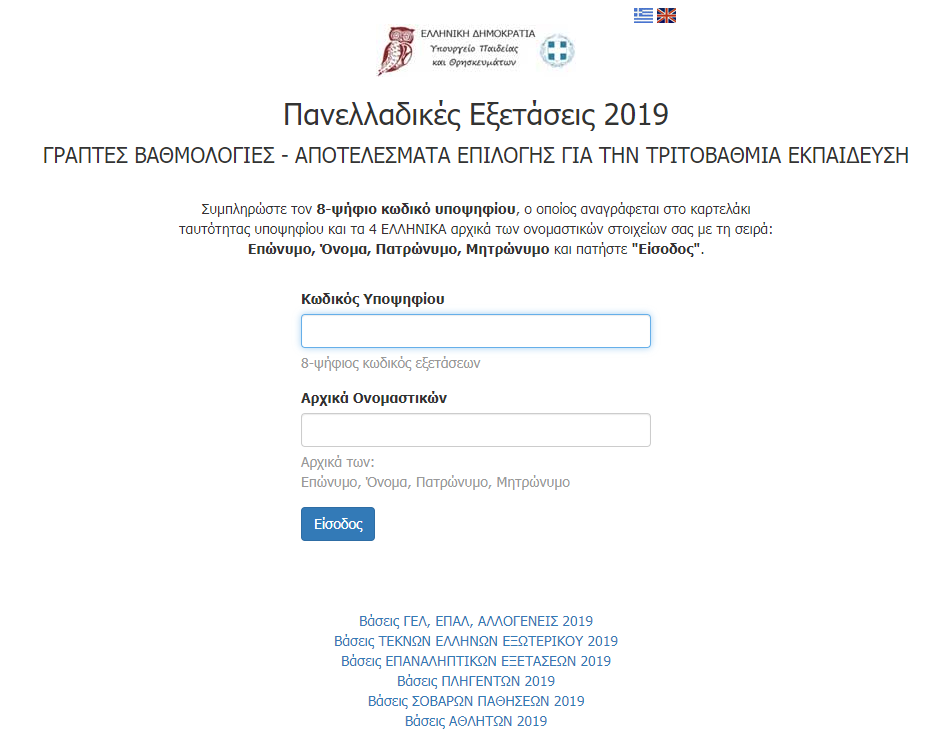 ΕΛΛΗΝΙΚΗ ΔΗΜΟΚΡΑΤΙΑ
Υπουργείο Παιδείας
και Θρησκευμάτων
Πανελλαδικές Εξετάσεις 2019
ΓΡΑΠΤΕΣ ΒΑΘΜΟΛΟΓΙΕΣ - ΑΠΟΤΕΛΕΣΜΑΤΑ ΕΠΙΛΟΓΗΣ ΓΙΑ ΤΗΝ ΤΡΙΤΟΒΑΘΜΙΑ ΕΚΠΑΙΔΕΥΣΗ
Συμπληρώστε τον 8-ψήφιο κωδικό υποψηφίου, ο οποίος αναγράφεται στο καρτελάκι
ταυτότητας υποψηφίου και τα 4 ΕΛΛΗΝΙΚΑ αρχικά των ονομαστικών στοιχείων σας με τη σειρά:
Επώνυμο, Όνομα, Πατρώνυμο, Μητρώνυμο και πατήστε "Είσοδος".
Κωδικός Υποψηφίου
8-ψήφιος κωδικός εξετάσεων
Αρχικά Ονομαστικών
Αρχικά των:
Επώνυμο, Όνομα, Πατρώνυμο, Μητρώνυμο
Είσοδος
Βάσεις ΓΕΛ, ΕΠΑΛ, ΑΛΛΟΓΕΝΕΙΣ 2019
Βάσεις ΤΕΚΝΩΝ ΕΛΛΗΝΩΝ ΕΞΩΤΕΡΙΚΟΥ 2019
Βάσεις ΕΠΑΝΑΛΗΠΤΙΚΩΝ ΕΞΕΤΑΣΕΩΝ 2019
Βάσεις ΠΛΗΓΕΝΤΩΝ 2019
Βάσεις ΣΟΒΑΡΩΝ ΠΑΘΗΣΕΩΝ 2019
Βάσεις ΑΘΛΗΤΩΝ 2019